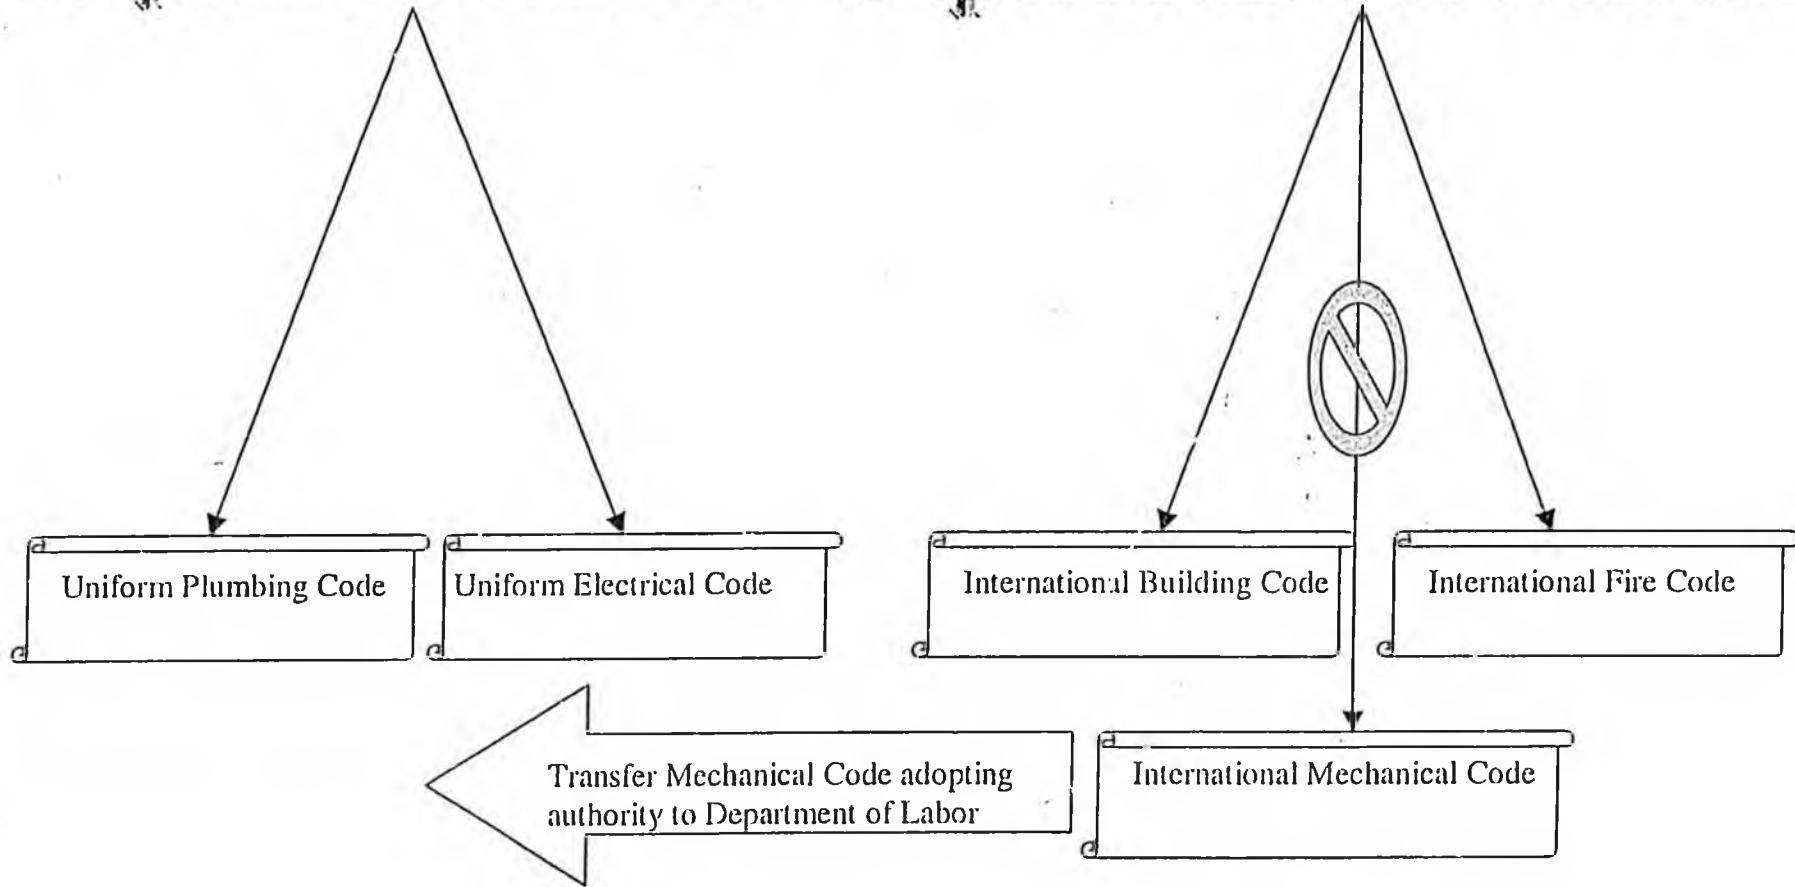 Uniform Plumbing Code
Uniform Electrical Code
International Building Code
International Fire Code
Transfer Mechanical Code adopting
authority to Department of Labor
International Mechanical Code